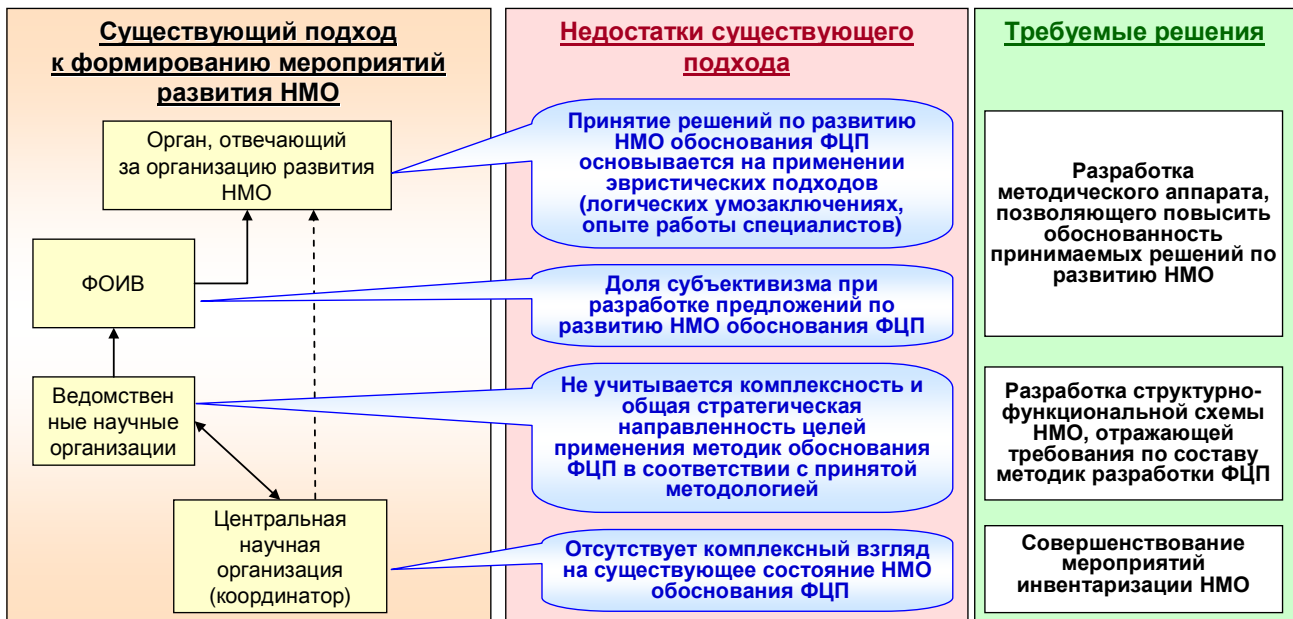 Существующий подход
к формированию мероприятий
развития НМО
Орган, отвечающий
за организацию развития
НМО
ФОИВ
Ведомствен
ные научные
организации
Центральная
научная
организация
(координатор)
Недостатки существующего
подхода
Принятие решений по развитию
НМО обоснования ФЦП
основывается на применении
эвристических подходов
(логических умозаключениях,
опыте работы специалистов)
Доля субъективизма при
разработке предложений по
развитию НМО обоснования ФЦП
Не учитывается комплексность и
общая стратегическая
направленность целей
применения методик обоснования
ФЦП в соответствии с принятой
методологией
Отсутствует комплексный взгляд
на существующее состояние НМО
обоснования ФЦП
Требуемые решения
Разработка
методического аппарата,
позволяющего повысить
обоснованность
принимаемых решений по
развитию НМО
Разработка структурно-
функциональной схемы
НМО, отражающей
требования по составу
методик разработки ФЦП
Совершенствование
мероприятий
инвентаризации НМО